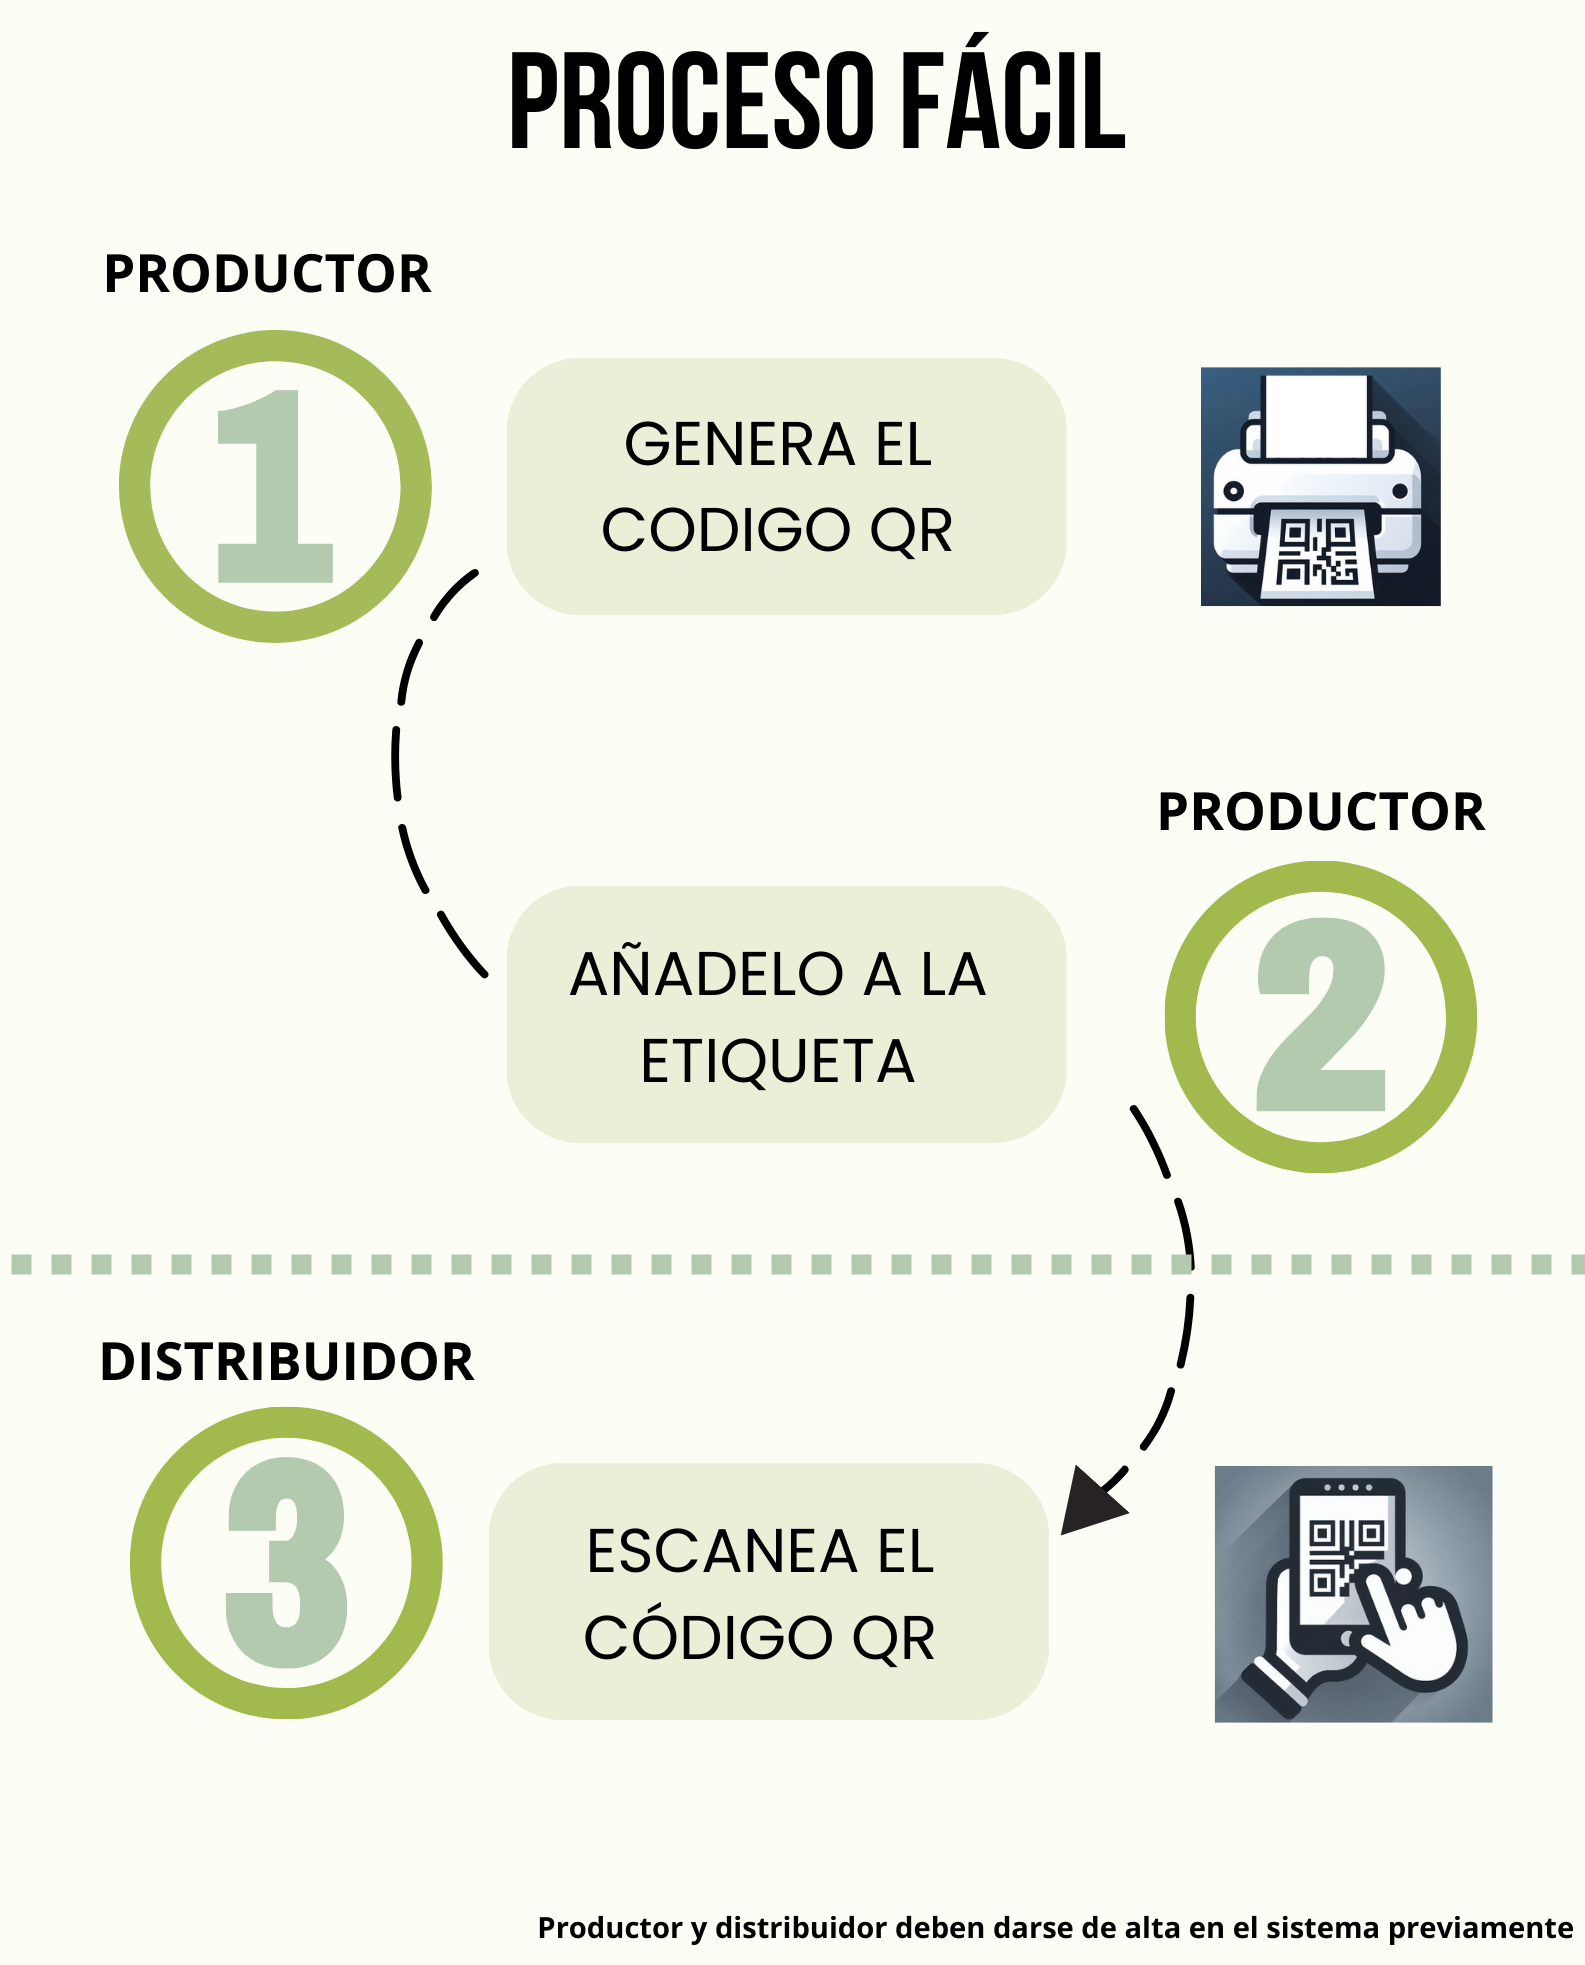 PROCESO FÁCIL
PRODUCTOR
1
GENERA EL
CODIGO QR
PRODUCTOR
AÑADELO A LA
ETIQUETA
2
DISTRIBUIDOR
3
ESCANEA EL
CÓDIGO QR
Productor y distribuidor deben darse de alta en el sistema previamente